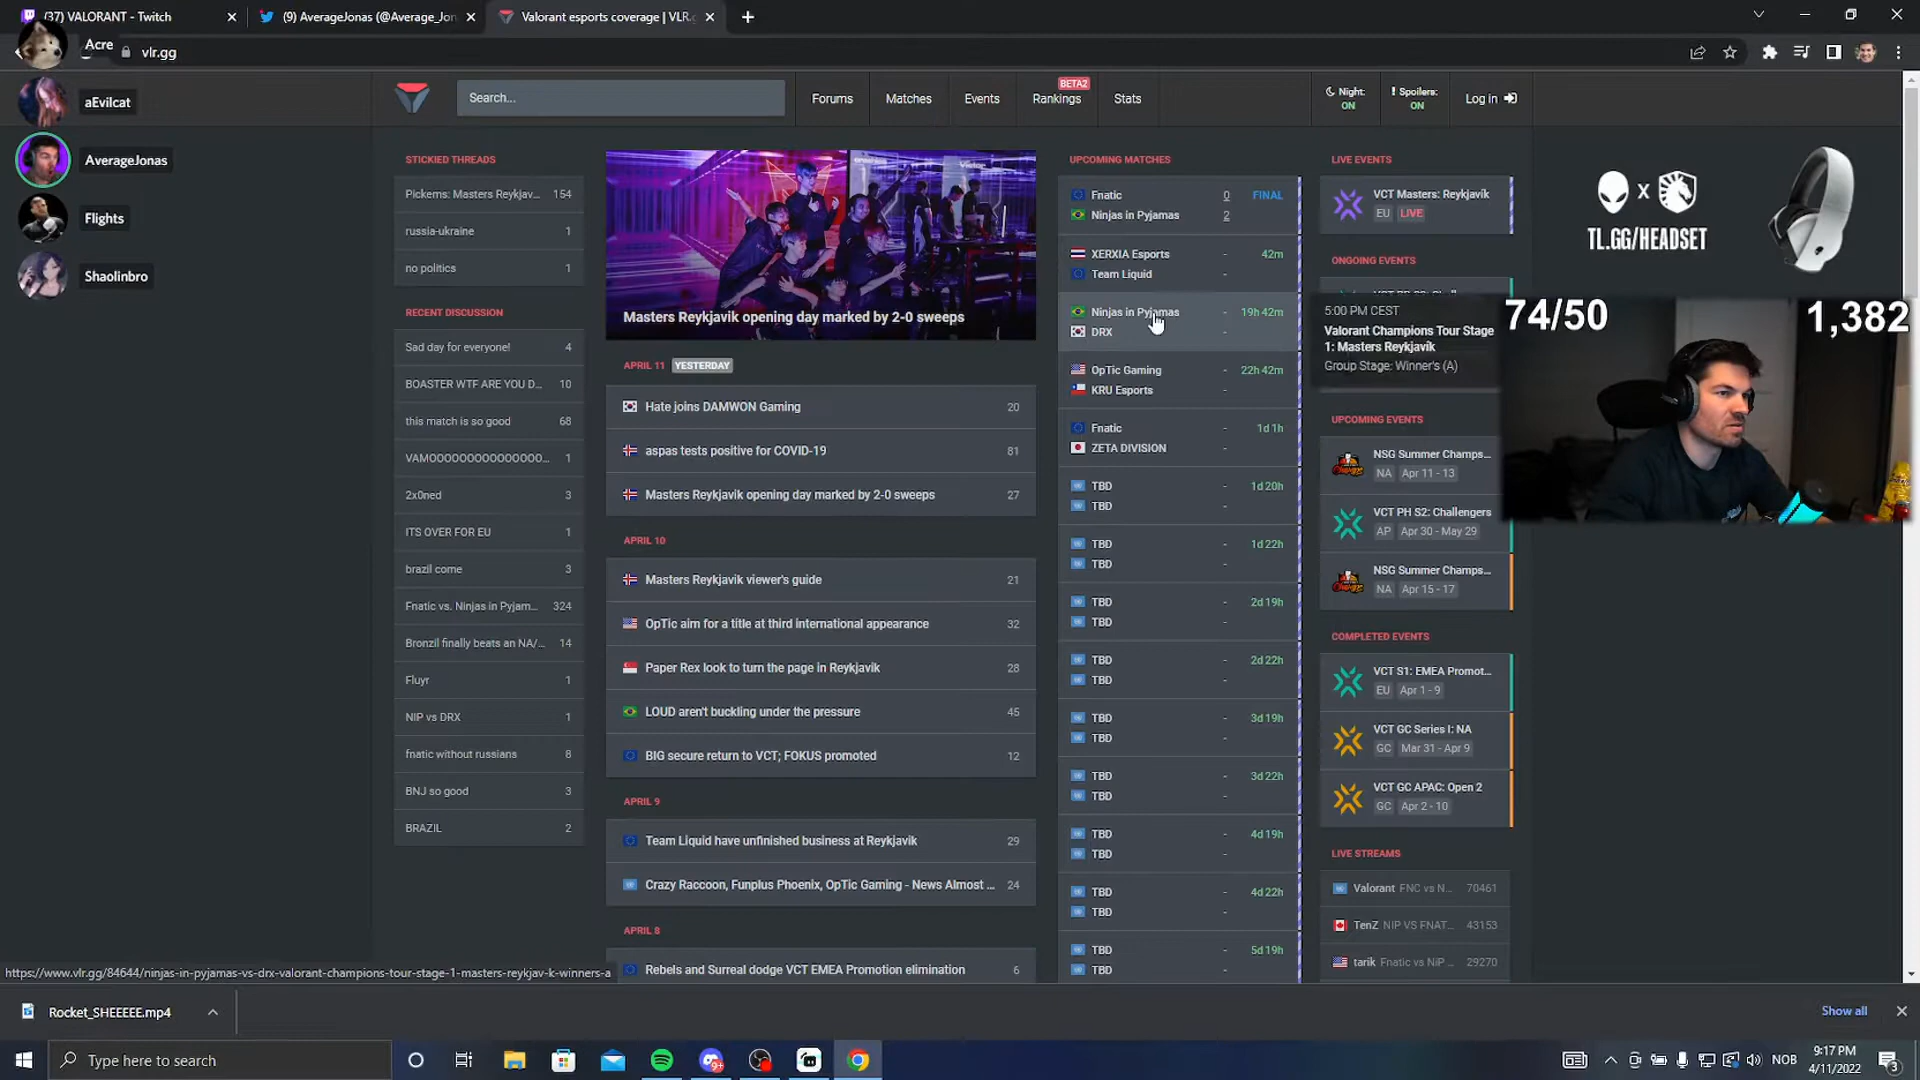 (37) VALORANT - Twitch
(9) AverageJonas (@Average_Jon
Valorant esports coverage | VLR.g
Acre
vlr.gg
aEvilcat
AverageJonas
Flights
Shaolinbro
Search...
Forums
Matches
Events
BETA2
Rankings
Stats
Night:
ON
! Spoilers:
ON
Log in
STICKIED THREADS
Pickems: Masters Reykjav... 154
russia-ukraine 1
no politics 1
RECENT DISCUSSION
Sad day for everyone! 4
BOASTER WTF ARE YOU D... 10
this match is so good 68
VAMOOOOOOOOOOOOOOO... 1
2x0ned 3
ITS OVER FOR EU 1
brazil come 3
Fnatic vs. Ninjas in Pyjam... 324
Bronzil finally beats an NA/... 14
Fluyr 1
NIP vs DRX 1
fnatic without russians 8
BNJ so good 3
BRAZIL 2
Masters Reykjavik opening day marked by 2-0 sweeps
APRIL 11 YESTERDAY
Hate joins DAMWON Gaming 20
aspas tests positive for COVID-19 81
Masters Reykjavik opening day marked by 2-0 sweeps 27
APRIL 10
Masters Reykjavik viewer's guide 21
OpTic aim for a title at third international appearance 32
Paper Rex look to turn the page in Reykjavik 28
LOUD aren't buckling under the pressure 45
BIG secure return to VCT; FOKUS promoted 12
APRIL 9
Team Liquid have unfinished business at Reykjavik 29
Crazy Raccoon, Funplus Phoenix, OpTic Gaming - News Almost ... 24
APRIL 8
Rebels and Surreal dodge VCT EMEA Promotion elimination 6
UPCOMING MATCHES
Fnatic 0 FINAL
Ninjas in Pyjamas 2
XERXIA Esports - 42m
Team Liquid -
Ninjas in Pyjamas - 19h 42m
DRX -
OpTic Gaming - 22h 42m
KRU Esports -
Fnatic - 1d 1h
ZETA DIVISION -
TBD - 1d 20h
TBD -
TBD - 1d 22h
TBD -
TBD - 2d 19h
TBD -
TBD - 2d 22h
TBD -
TBD - 3d 19h
TBD -
TBD - 3d 22h
TBD -
TBD - 4d 19h
TBD -
TBD - 4d 22h
TBD -
TBD - 5d 19h
TBD -
LIVE EVENTS
VCT Masters: Reykjavík
EU LIVE
ONGOING EVENTS
5:00 PM CEST
Valorant Champions Tour Stage
1: Masters Reykjavík
Group Stage: Winner's (A)
UPCOMING EVENTS
NSG Summer Champs...
NA Apr 11 - 13
VCT PH S2: Challengers
AP Apr 30 - May 29
NSG Summer Champs...
NA Apr 15 - 17
COMPLETED EVENTS
VCT S1: EMEA Promot...
EU Apr 1 - 9
VCT GC Series I: NA
GC Mar 31 - Apr 9
VCT GC APAC: Open 2
GC Apr 2 - 10
LIVE STREAMS
Valorant FNC vs N... 70461
TenZ NIP VS FNAT... 43153
tarik Fnatic vs NiP ... 29270
X
TL.GG/HEADSET
74/50
1,382
https://www.vlr.gg/84644/ninjas-in-pyjamas-vs-drx-valorant-champions-tour-stage-1-masters-reykjav-k-winners-a
Rocket_SHEEEEE.mp4
Show all
Type here to search
NOB
9:17 PM
4/11/2022
3